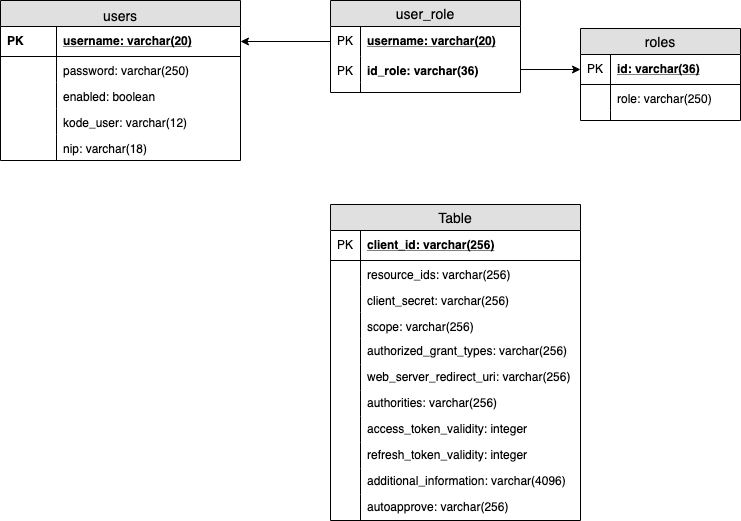 users
PK username: varchar(20)
password: varchar(250)
enabled: boolean
kode_user: varchar(12)
nip: varchar(18)
user_role
PK username: varchar(20)
PK id_role: varchar(36)
roles
PK id: varchar(36)
role: varchar(250)
Table
PK client_id: varchar(256)
resource_ids: varchar(256)
client_secret: varchar(256)
scope: varchar(256)
authorized_grant_types: varchar(256)
web_server_redirect_uri: varchar(256)
authorities: varchar(256)
access_token_validity: integer
refresh_token_validity: integer
additional_information: varchar(4096)
autoapprove: varchar(256)